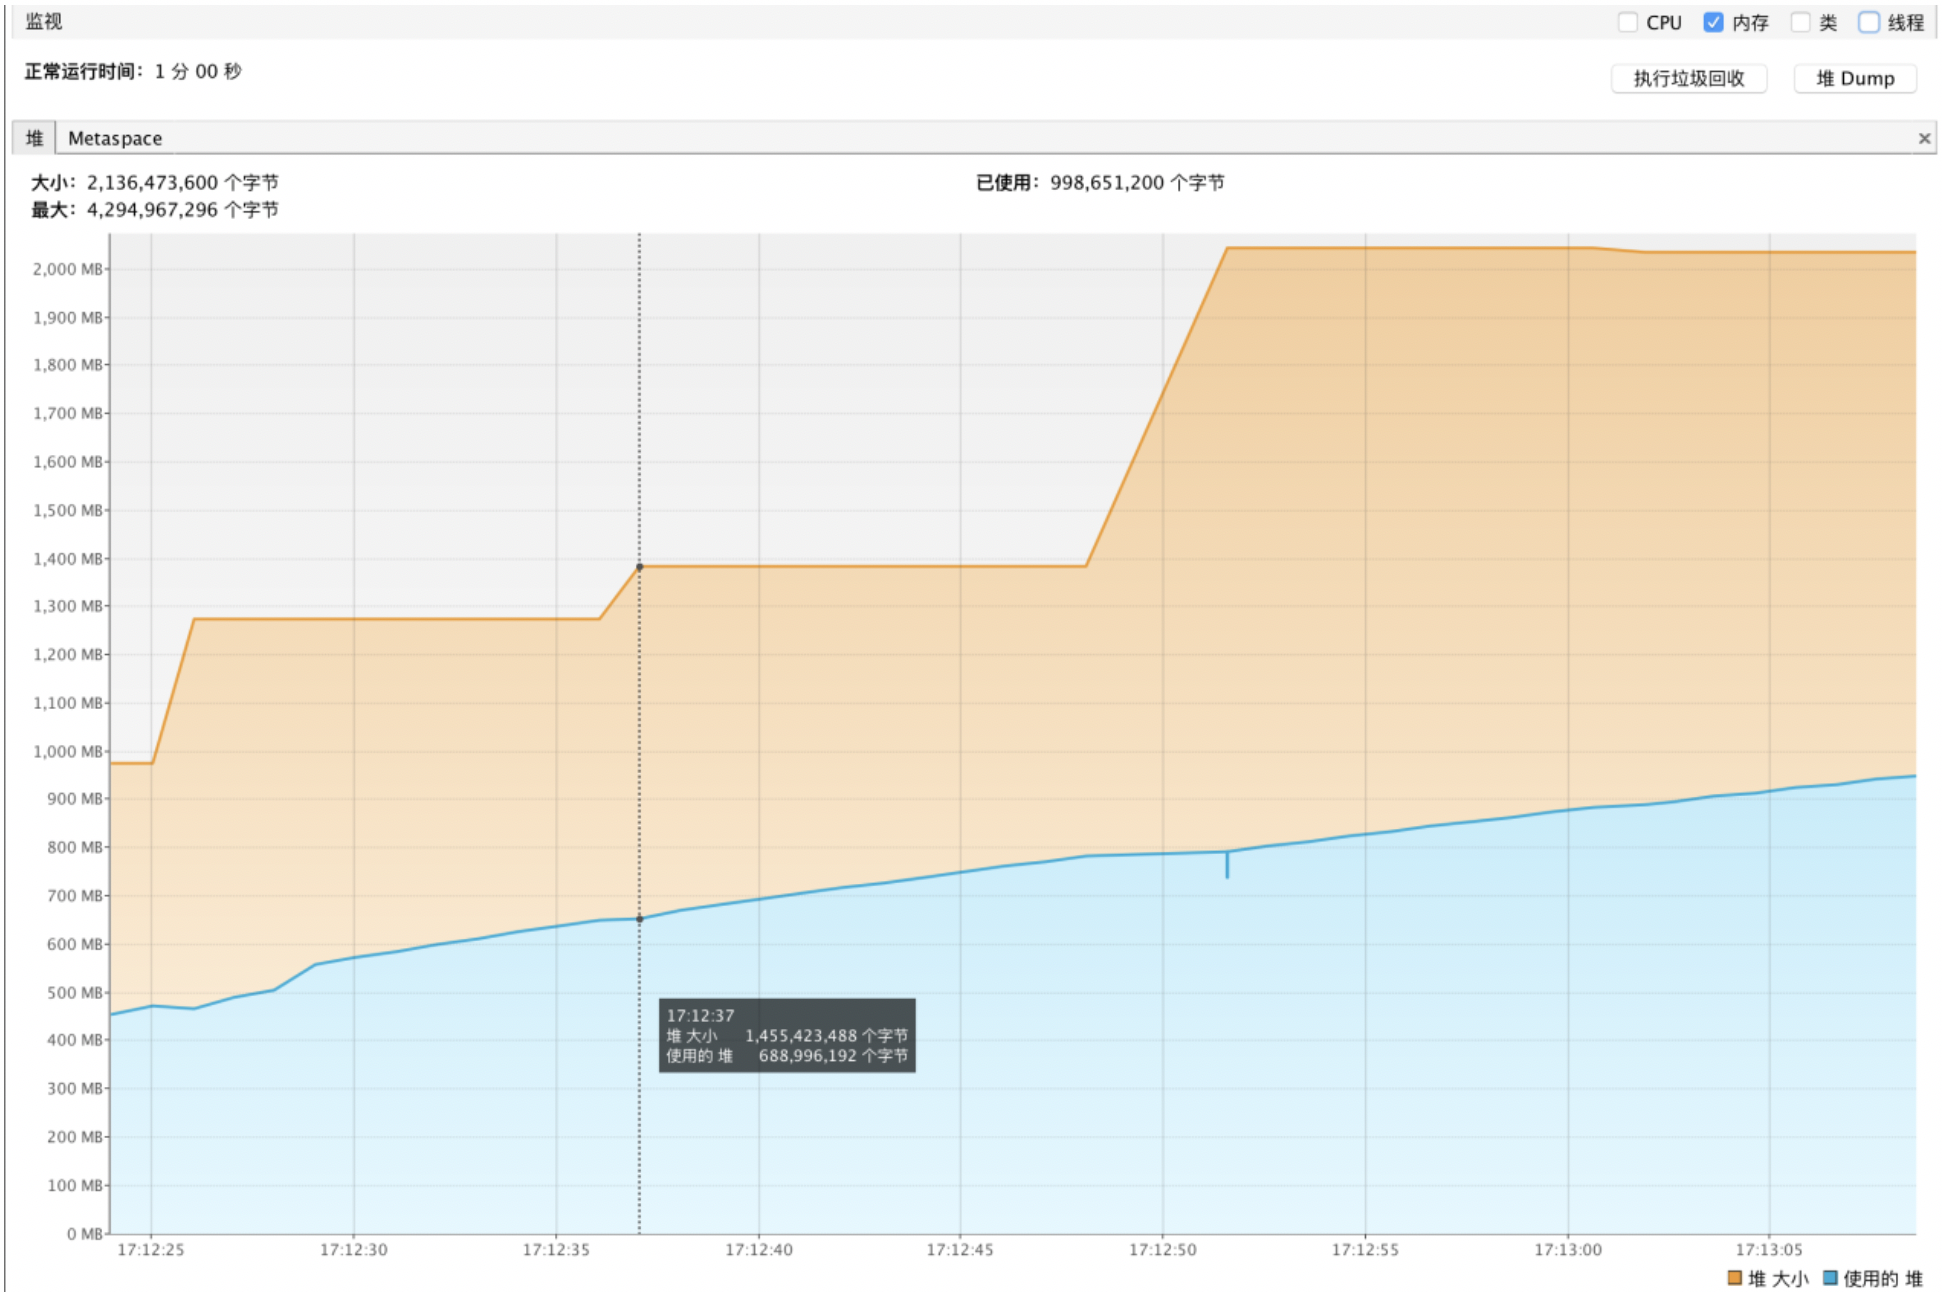 监视
CPU 内存 类 线程
正常运行时间: 1 分 00 秒
执行垃圾回收 堆 Dump
堆 Metaspace
大小: 2,136,473,600 个字节 已使用: 998,651,200 个字节
最大: 4,294,967,296 个字节
2,000 MB
1,900 MB
1,800 MB
1,700 MB
1,600 MB
1,500 MB
1,400 MB
1,300 MB
1,200 MB
1,100 MB
1,000 MB
900 MB
800 MB
700 MB
600 MB
500 MB
400 MB
300 MB
200 MB
100 MB
0 MB
17:12:37
堆 大小 1,455,423,488 个字节
使用的 堆 688,996,192 个字节
17:12:25 17:12:30 17:12:35 17:12:40 17:12:45 17:12:50 17:12:55 17:13:00 17:13:05
堆 大小 使用的 堆